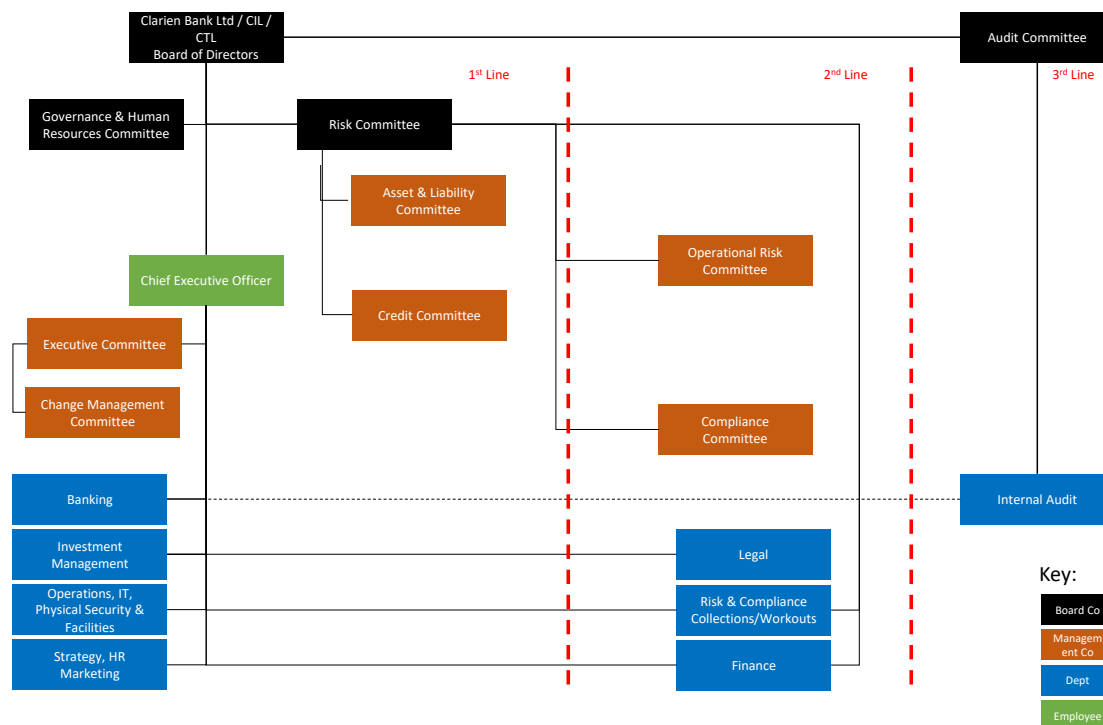 Clarien Bank Ltd / CIL /
CTL
Board of Directors
Audit Committee
1st Line
2nd Line
3rd Line
Governance & Human
Resources Committee
Risk Committee
Asset & Liability
Committee
Operational Risk
Committee
Chief Executive Officer
Credit Committee
Executive Committee
Change Management
Committee
Compliance
Committee
Banking
Internal Audit
Investment
Management
Legal
Operations, IT,
Physical Security &
Facilities
Risk & Compliance
Collections/Workouts
Strategy, HR
Marketing
Finance
Key:
Board Co
Managem
ent Co
Dept
Employee